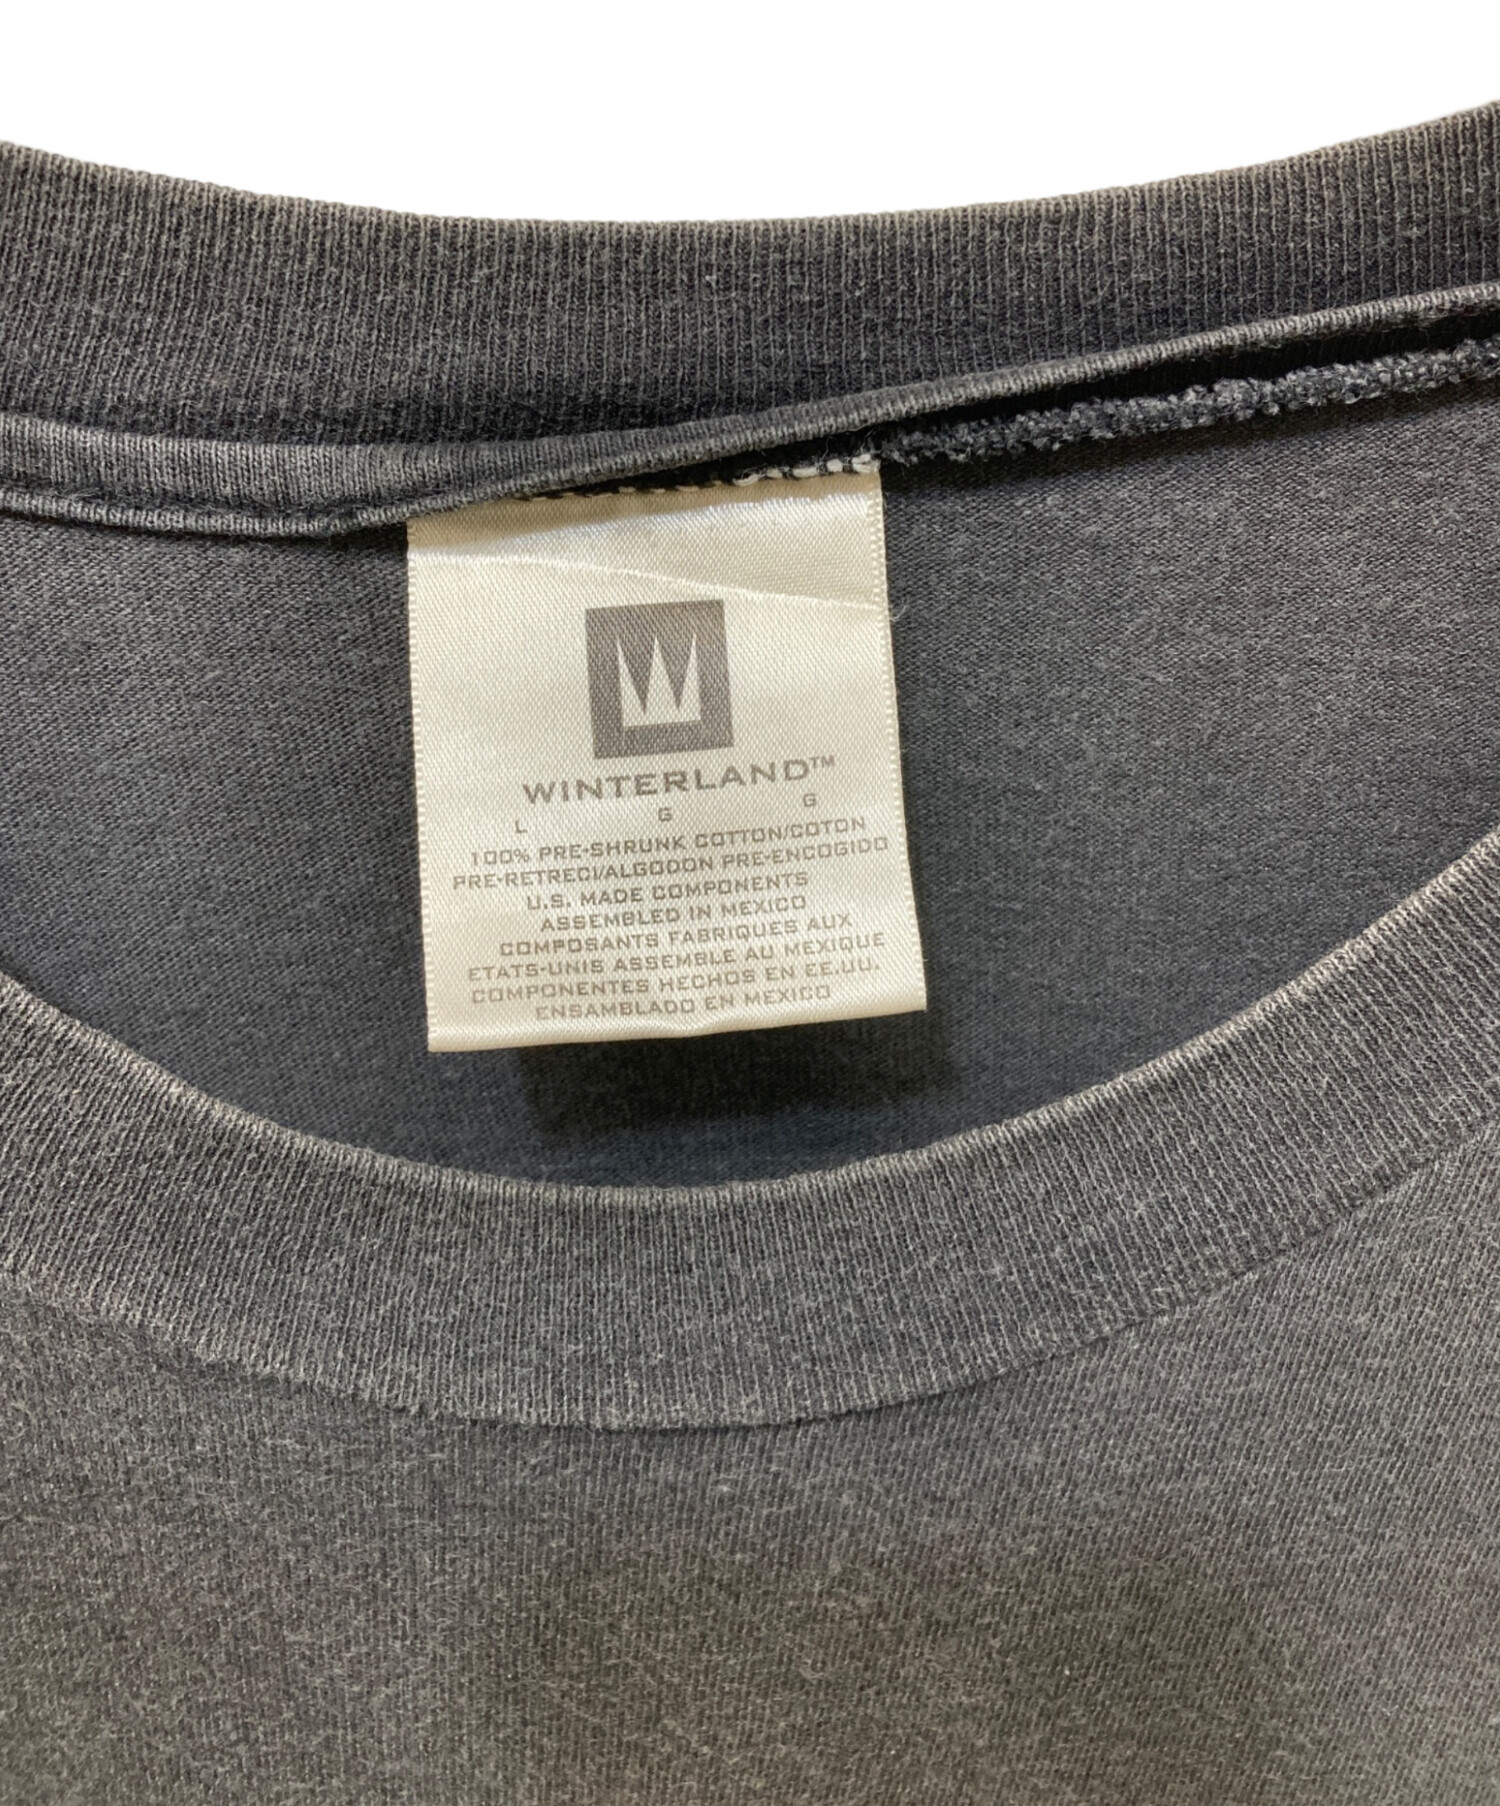 W
WINTERLAND™
L G G
100% PRE-SHRUNK COTTON/COTON
PRE-RETRECI/ALGODON PRE-ENCOGIDO
U.S. MADE COMPONENTS
ASSEMBLED IN MEXICO
COMPOSANTS FABRIQUES AUX
ETATS-UNIS ASSEMBLE AU MEXIQUE
COMPONENTES HECHOS EN EE.UU.
ENSAMBLADO EN MEXICO